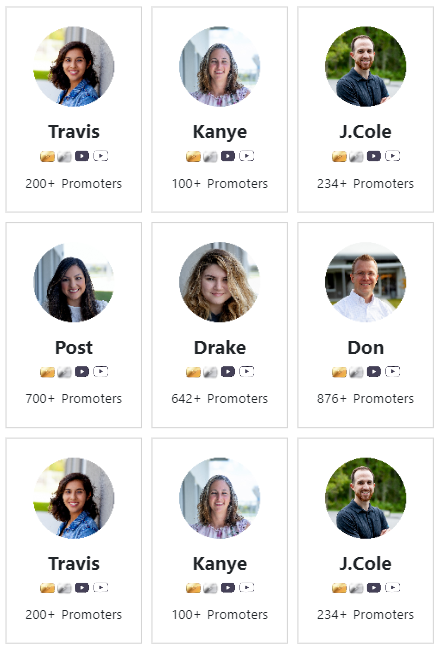 Travis
200+ Promoters
Kanye
100+ Promoters
J.Cole
234+ Promoters
Post
700+ Promoters
Drake
642+ Promoters
Don
876+ Promoters
Travis
200+ Promoters
Kanye
100+ Promoters
J.Cole
234+ Promoters